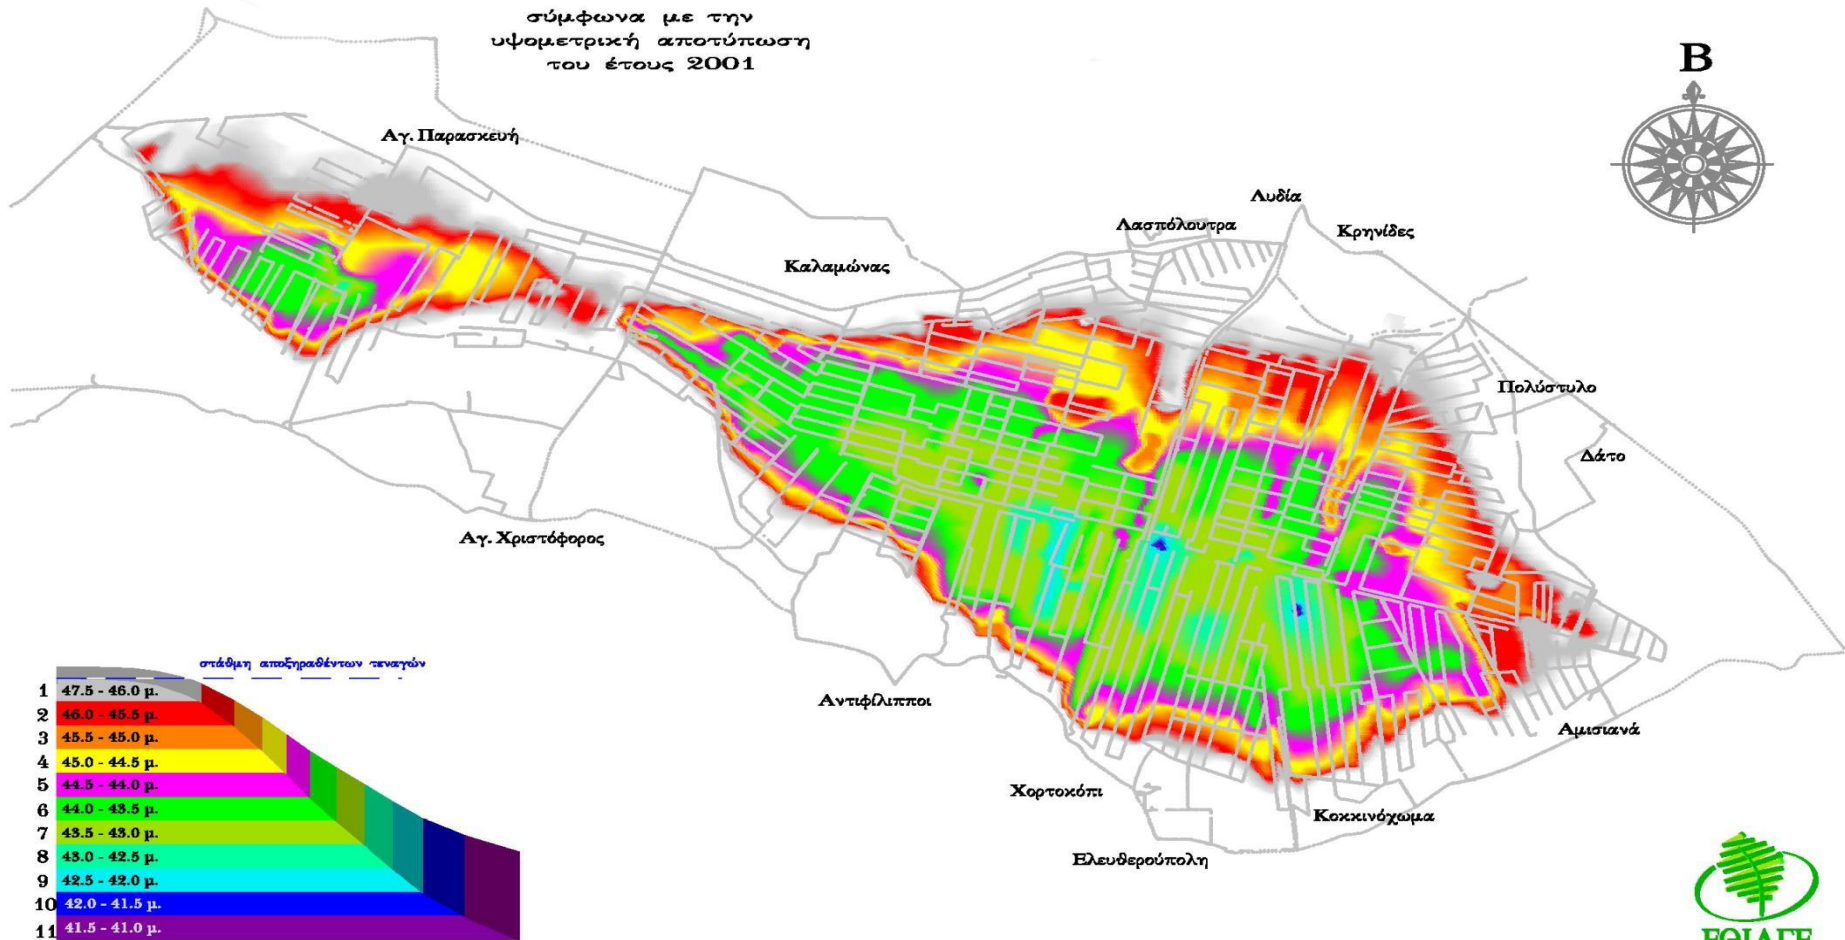 σύμφωνα με την
υψομετρική αποτύπωση
του έτους 2001
Β
Αγ. Παρασκευή
Λυδία
Λασπόλουτρα
Κρηνίδες
Καλαμώνας
Πολύστυλο
Δάτο
Αγ. Χριστόφορος
Αντιφίλιπποι
Αμισιανά
Χορτοκόπι
Κοκκινόχωμα
Ελευθερούπολη
στάθμη αποξηραθέντων τεναγών
1 47.5 - 46.0 μ.
2 46.0 - 45.5 μ.
3 45.5 - 45.0 μ.
4 45.0 - 44.5 μ.
5 44.5 - 44.0 μ.
6 44.0 - 43.5 μ.
7 43.5 - 43.0 μ.
8 43.0 - 42.5 μ.
9 42.5 - 42.0 μ.
10 42.0 - 41.5 μ.
11 41.5 - 41.0 μ.
ΕΘΙΑΓΕ